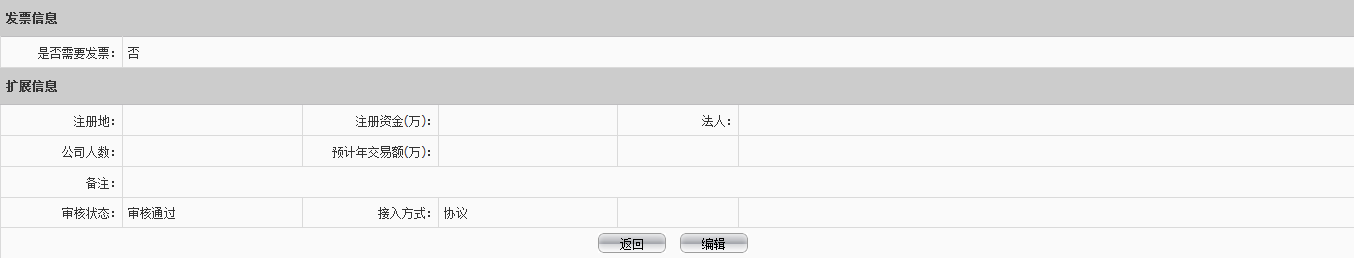 发票信息
是否需要发票： 否
扩展信息
注册地： 注册资金(万)： 法人：
公司人数： 预计年交易额(万)：
备注：
审核状态： 审核通过 接入方式： 协议
返回 编辑